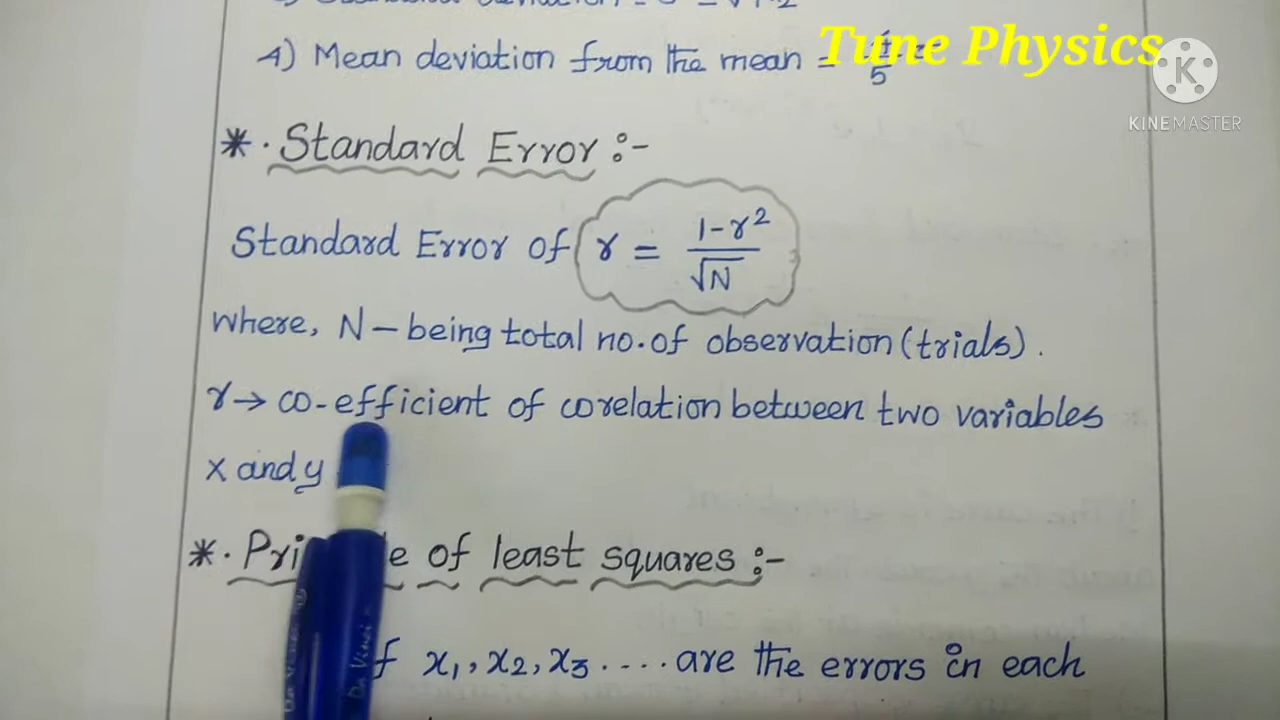 Tune Physics
4) Mean deviation from the mean =
5
KINEMASTER
* . Standard Error :-
Standard Error of r = 1-r² / √N
where, N - being total no. of observation (trials).
r → co-efficient of corelation between two variables
x and y
* . of least squares :-
x₁, x₂, x₃ .... are the errors in each